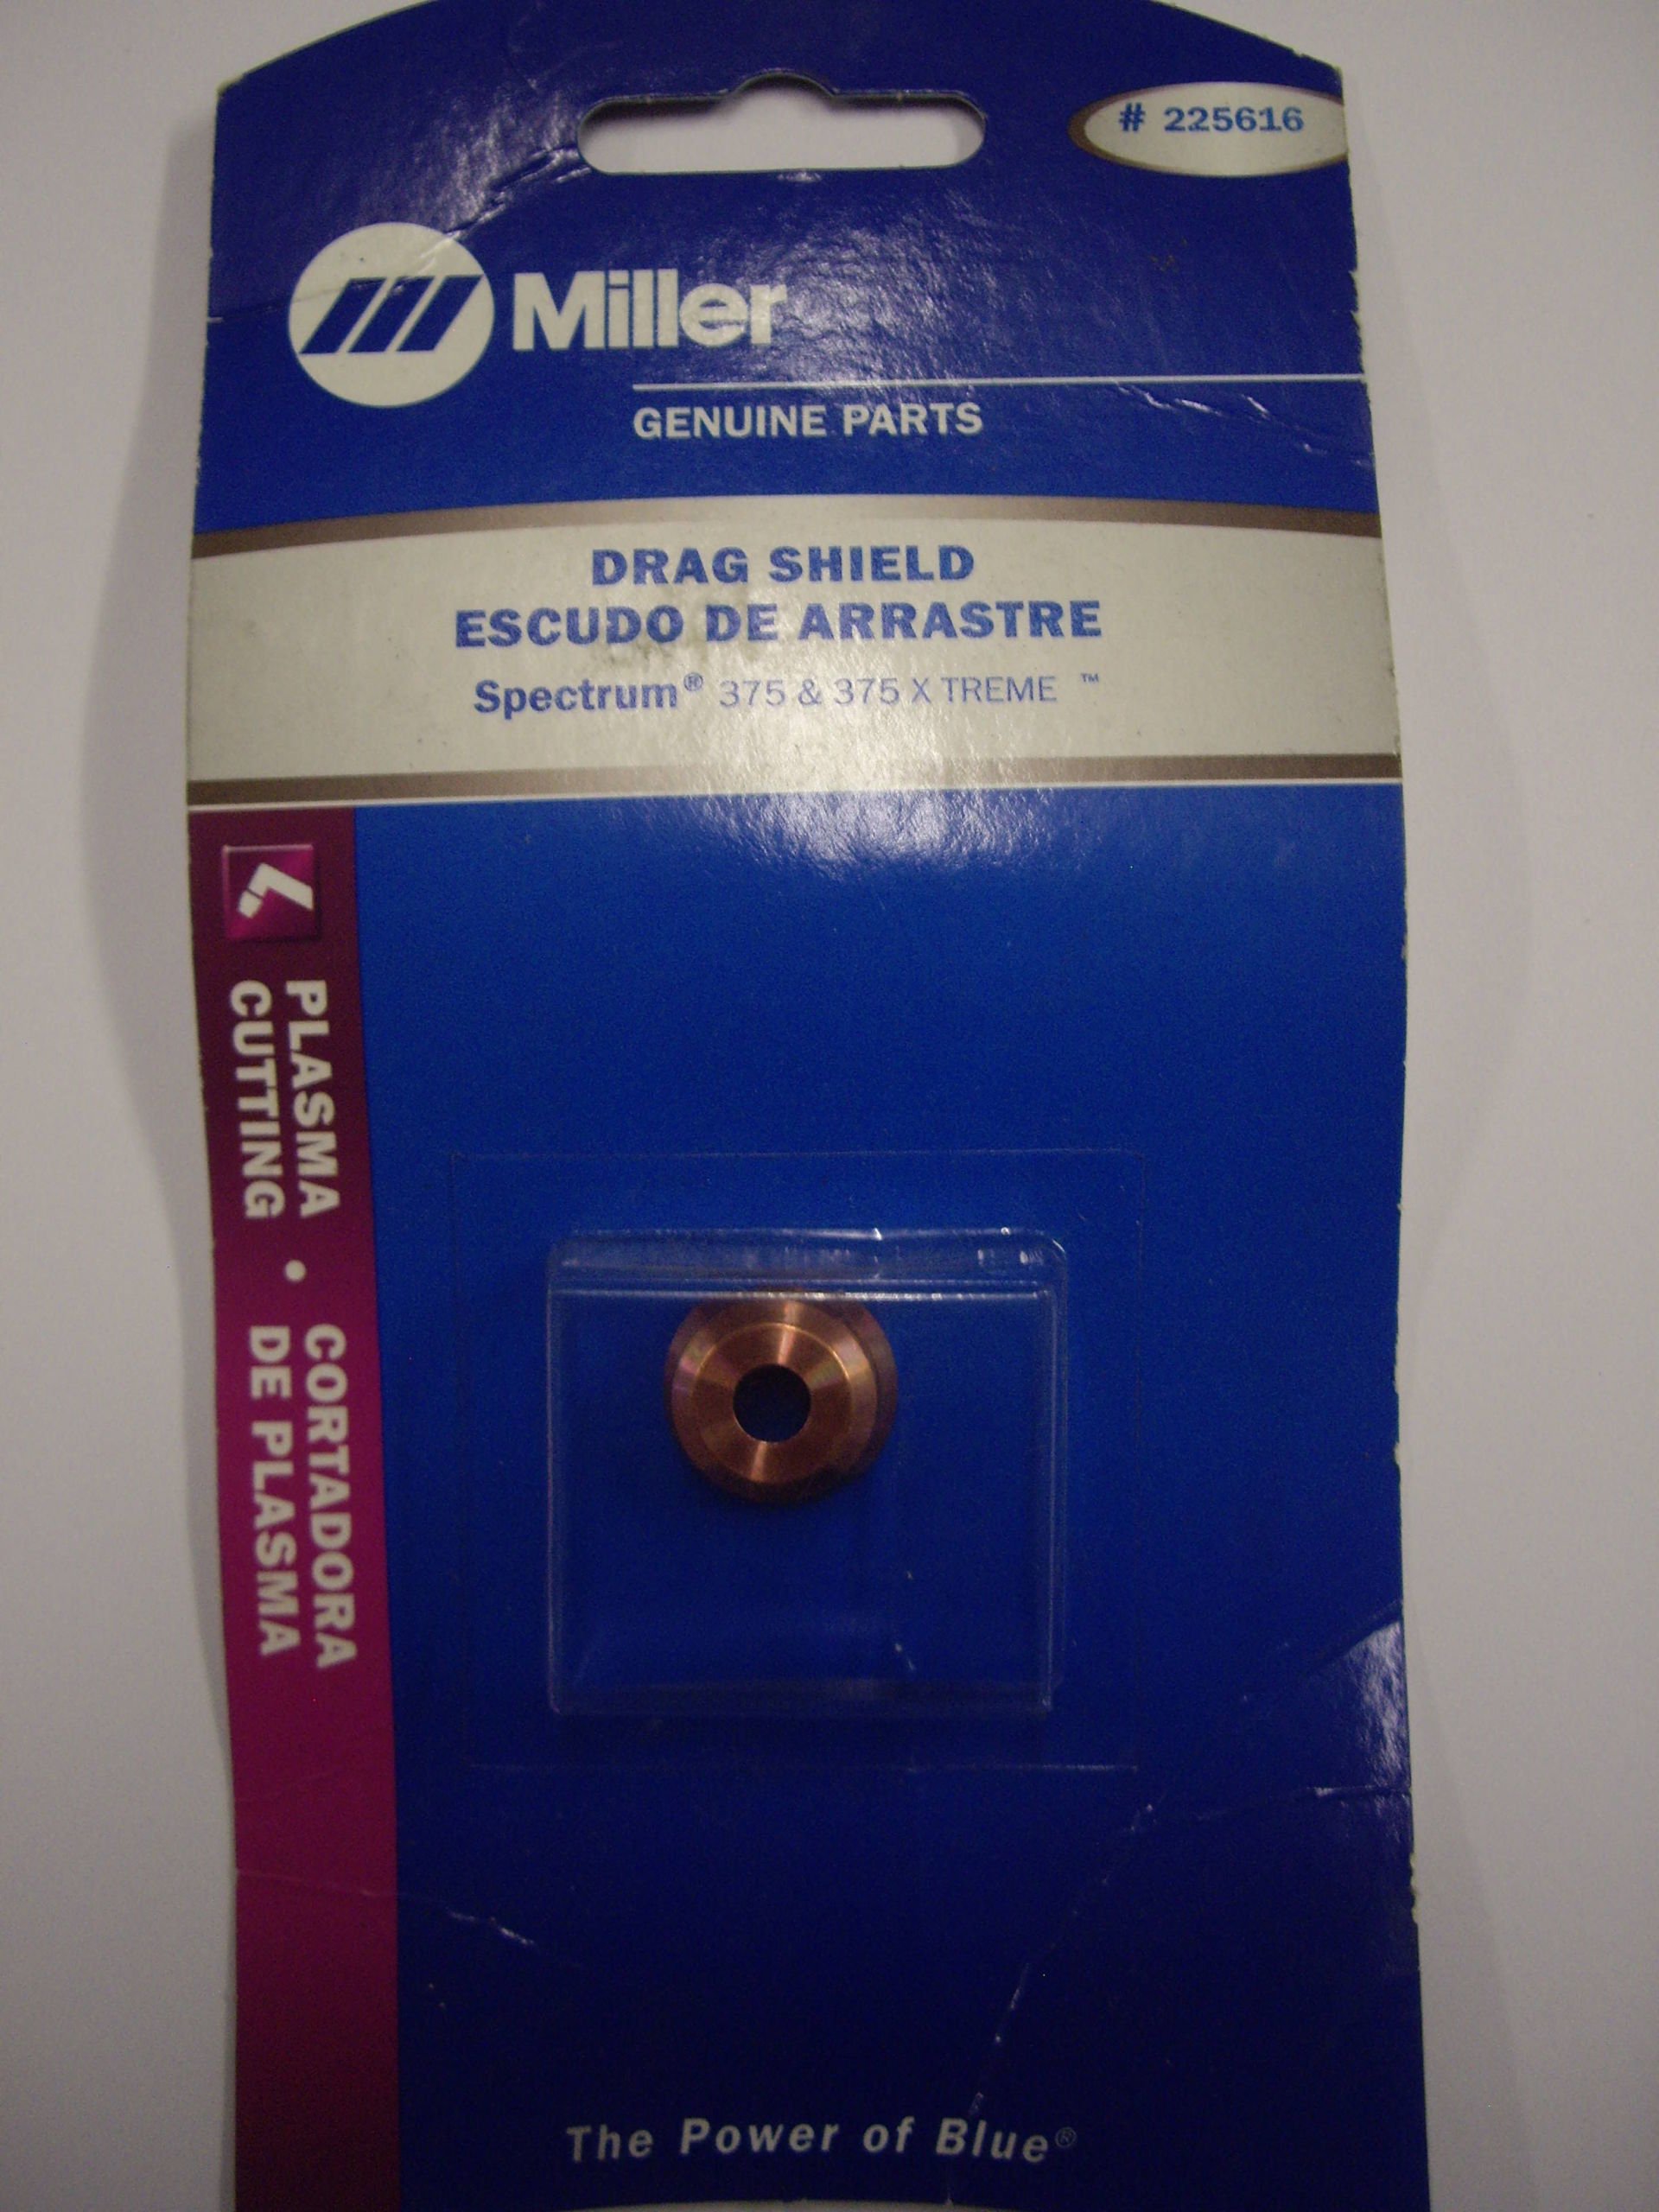 # 225616
Miller
GENUINE PARTS
DRAG SHIELD
ESCUDO DE ARRASTRE
Spectrum® 375 & 375 X TREME ™
PLASMA
CUTTING
•
CORTADORA
DE PLASMA
The Power of Blue®